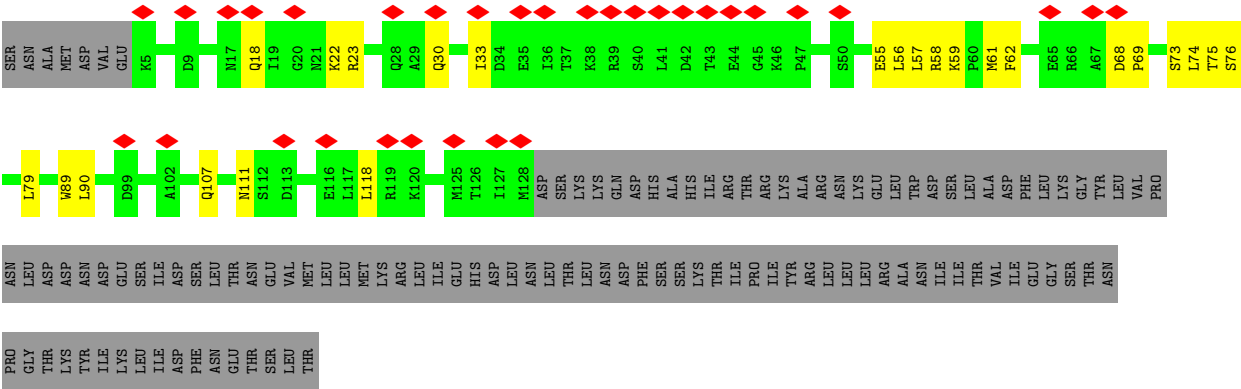 SER ASN ALA MET ASP VAL GLU K5 D9 N17 Q18 I19 G20 N21 K22 R23 Q28 A29 Q30 I33 D34 E35 I36 T37 K38 R39 S40 L41 D42 T43 E44 G45 K46 P47 S50 E55 L56 L57 R58 K59 P60 M61 F62 E65 R66 A67 D68 P69 S73 L74 T75 S76
L79 W89 L90 D99 A102 Q107 N111 S112 D113 E116 L117 L118 R119 K120 M125 T126 I127 M128 ASP SER LYS LYS GLN ASP HIS ALA HIS ILE ARG THR ARG LYS ALA ARG ASN LYS GLU LEU TRP ASP SER LEU ALA ASP PHE LEU LYS GLY TYR LEU VAL PRO
ASN LEU ASP ASP ASN ASP GLU SER ILE ASP SER LEU THR ASN GLU VAL MET LEU LEU MET LYS ARG LEU ILE GLU HIS ASP LEU ASN LEU THR LEU ASN ASP PHE SER SER LYS THR ILE PRO ILE TYR ARG LEU LEU LEU ARG ALA ASN ILE ILE THR VAL ILE GLU GLY SER THR ASN
PRO GLY THR LYS TYR ILE LYS LEU ILE ASP PHE ASN GLU THR SER LEU THR